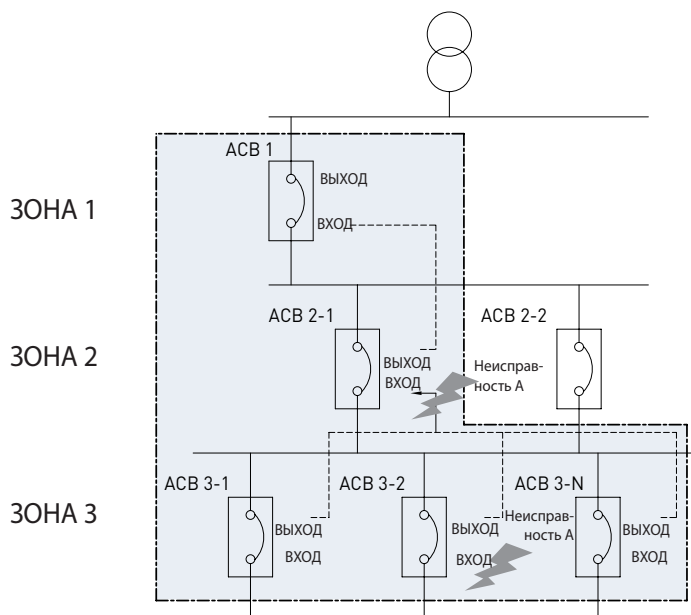 АСВ 1
ВЫХОД
ЗОНА 1
ВХОД
АСВ 2-1
АСВ 2-2
ЗОНА 2
ВЫХОД
ВХОД
Неисправ-
ность А
АСВ 3-1
АСВ 3-2
АСВ 3-N
ЗОНА 3
ВЫХОД
ВХОД
ВЫХОД
ВХОД
Неисправ-
ность А
ВЫХОД
ВХОД